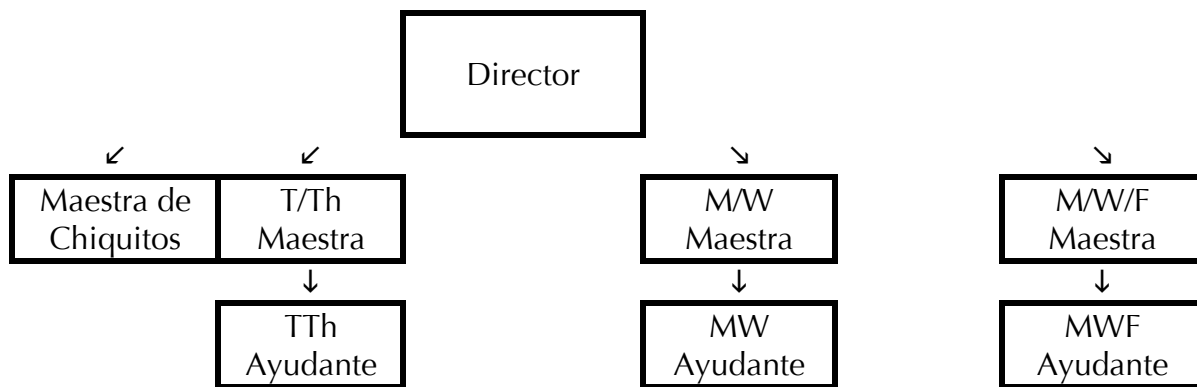 Director
↙ ↙ ↘ ↘
Maestra de
Chiquitos
T/Th
Maestra
M/W
Maestra
M/W/F
Maestra
↓ ↓ ↓
TTh
Ayudante
MW
Ayudante
MWF
Ayudante